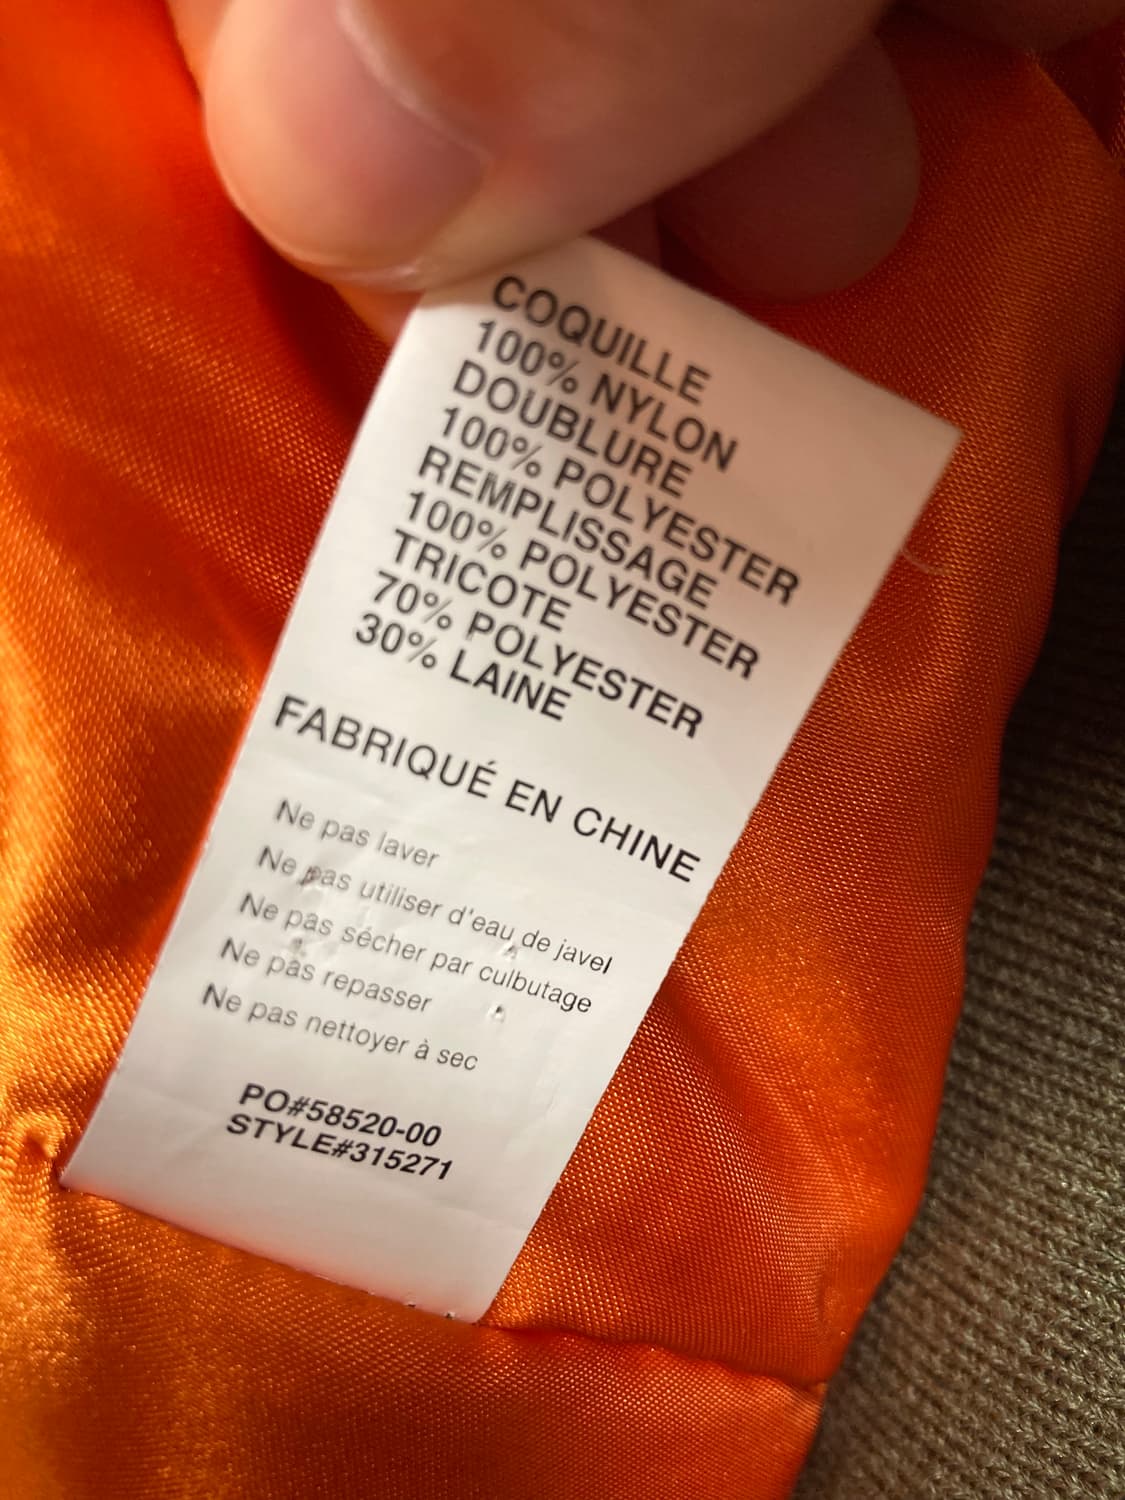 COQUILLE
100% NYLON
DOUBLURE
100% POLYESTER
REMPLISSAGE
100% POLYESTER
TRICOTE
70% POLYESTER
30% LAINE
FABRIQUÉ EN CHINE
Ne pas laver
Ne pas utiliser d'eau de javel
Ne pas sécher par culbutage
Ne pas repasser
Ne pas nettoyer à sec
PO#58520-00
STYLE#315271